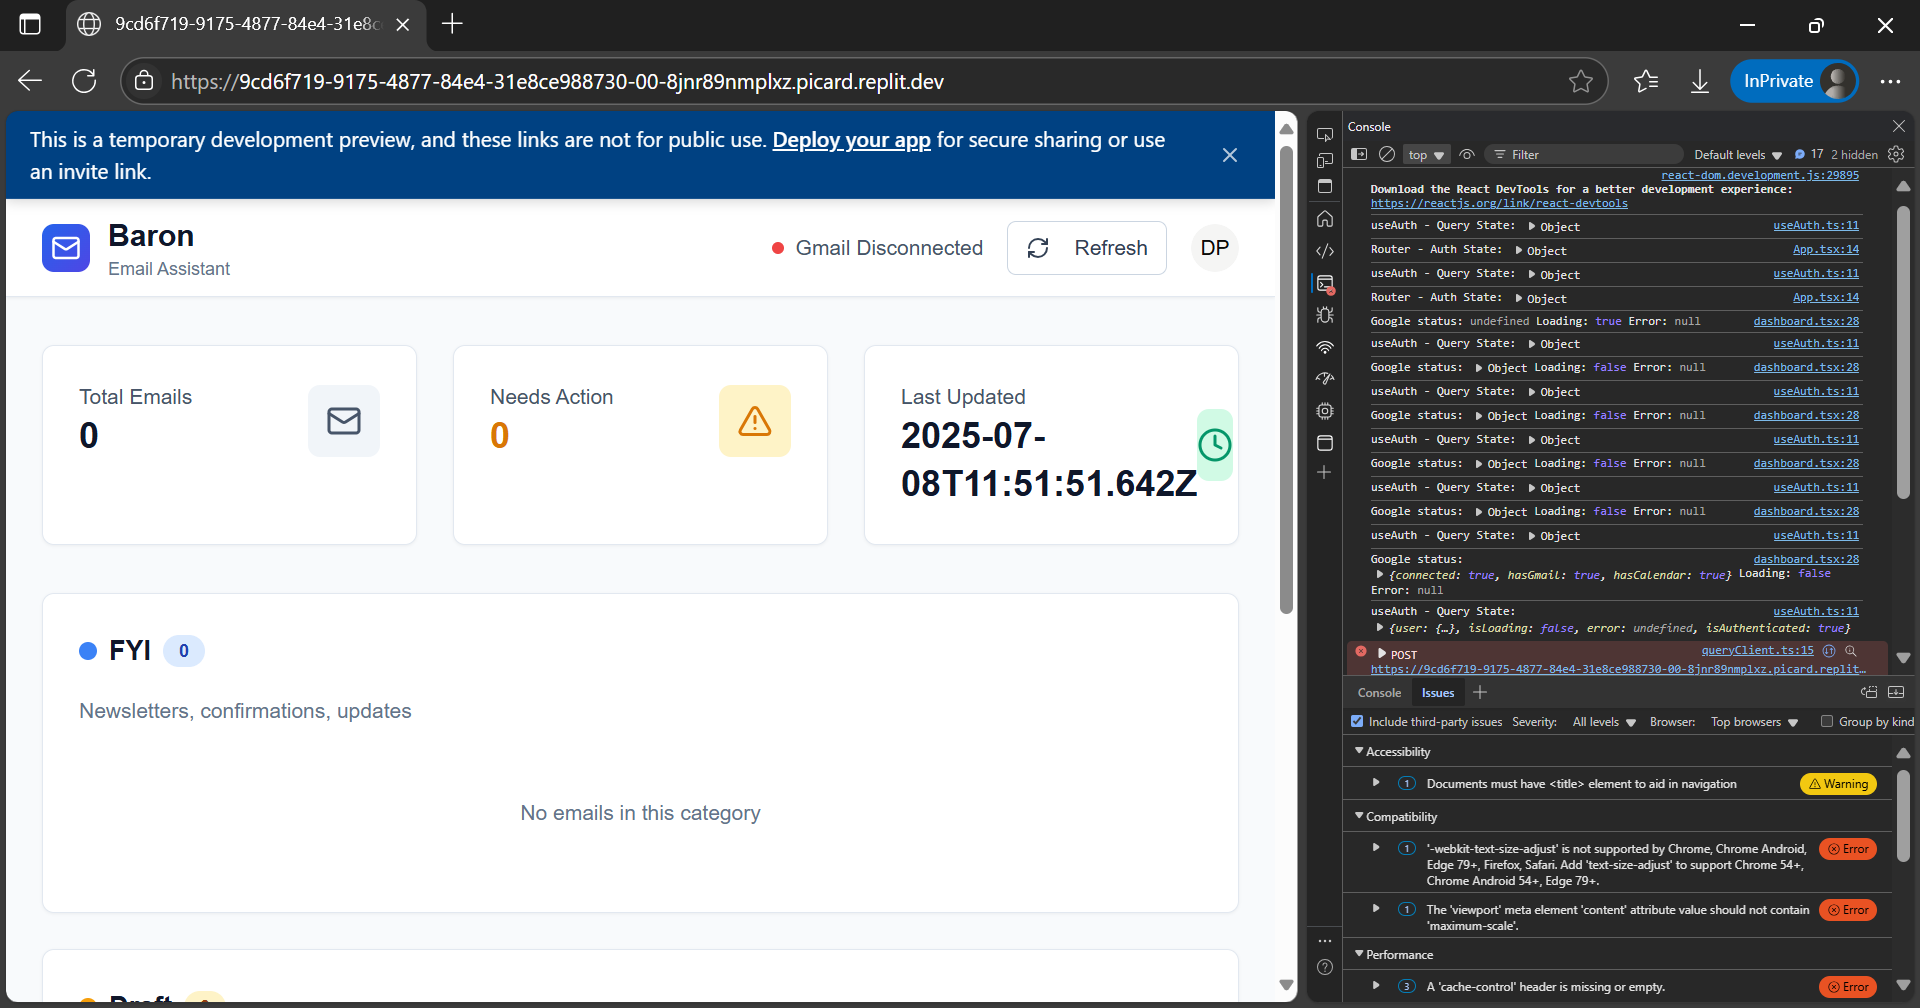 9cd6f719-9175-4877-84e4-31e8c
https://9cd6f719-9175-4877-84e4-31e8ce988730-00-8jnr89nmplxz.picard.replit.dev
InPrivate
This is a temporary development preview, and these links are not for public use. Deploy your app for secure sharing or use
an invite link.
Baron
Email Assistant
Gmail Disconnected
Refresh
DP
Total Emails
0
Needs Action
0
Last Updated
2025-07-
08T11:51:51.642Z
FYI 0
Newsletters, confirmations, updates
No emails in this category
Draft
Console
top
Filter
Default levels
17
2 hidden
react-dom.development.js:29895
Download the React DevTools for a better development experience:
https://reactjs.org/link/react-devtools
useAuth - Query State: Object useAuth.ts:11
Router - Auth State: Object App.tsx:14
useAuth - Query State: Object useAuth.ts:11
Router - Auth State: Object App.tsx:14
Google status: undefined Loading: true Error: null dashboard.tsx:28
useAuth - Query State: Object useAuth.ts:11
Google status: Object Loading: false Error: null dashboard.tsx:28
useAuth - Query State: Object useAuth.ts:11
Google status: Object Loading: false Error: null dashboard.tsx:28
useAuth - Query State: Object useAuth.ts:11
Google status: Object Loading: false Error: null dashboard.tsx:28
useAuth - Query State: Object useAuth.ts:11
Google status: Object Loading: false Error: null dashboard.tsx:28
useAuth - Query State: Object useAuth.ts:11
Google status: dashboard.tsx:28
{connected: true, hasGmail: true, hasCalendar: true} Loading: false
Error: null
useAuth - Query State: useAuth.ts:11
{user: {…}, isLoading: false, error: undefined, isAuthenticated: true}
POST queryClient.ts:15
https://9cd6f719-9175-4877-84e4-31e8ce988730-00-8jnr89nmplxz.picard.replit…
Console Issues
Include third-party issues Severity: All levels Browser: Top browsers Group by kind
Accessibility
1 Documents must have <title> element to aid in navigation Warning
Compatibility
1 '-webkit-text-size-adjust' is not supported by Chrome, Chrome Android, Error
Edge 79+, Firefox, Safari. Add 'text-size-adjust' to support Chrome 54+,
Chrome Android 54+, Edge 79+.
1 The 'viewport' meta element 'content' attribute value should not contain Error
'maximum-scale'.
Performance
3 A 'cache-control' header is missing or empty. Error